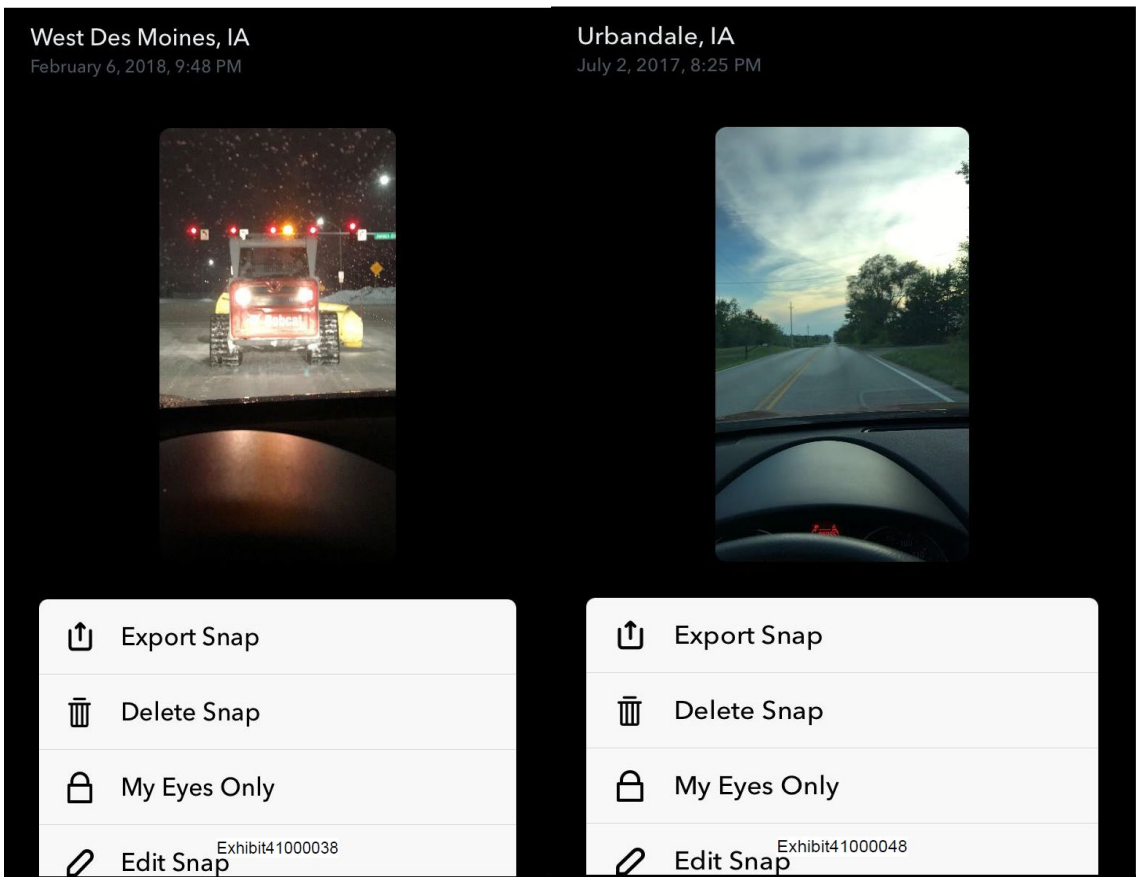 West Des Moines, IA
February 6, 2018, 9:48 PM
Bobcat
Export Snap
Delete Snap
My Eyes Only
Edit Snap
Exhibit41000038
Urbandale, IA
July 2, 2017, 8:25 PM
Export Snap
Delete Snap
My Eyes Only
Edit Snap
Exhibit41000048